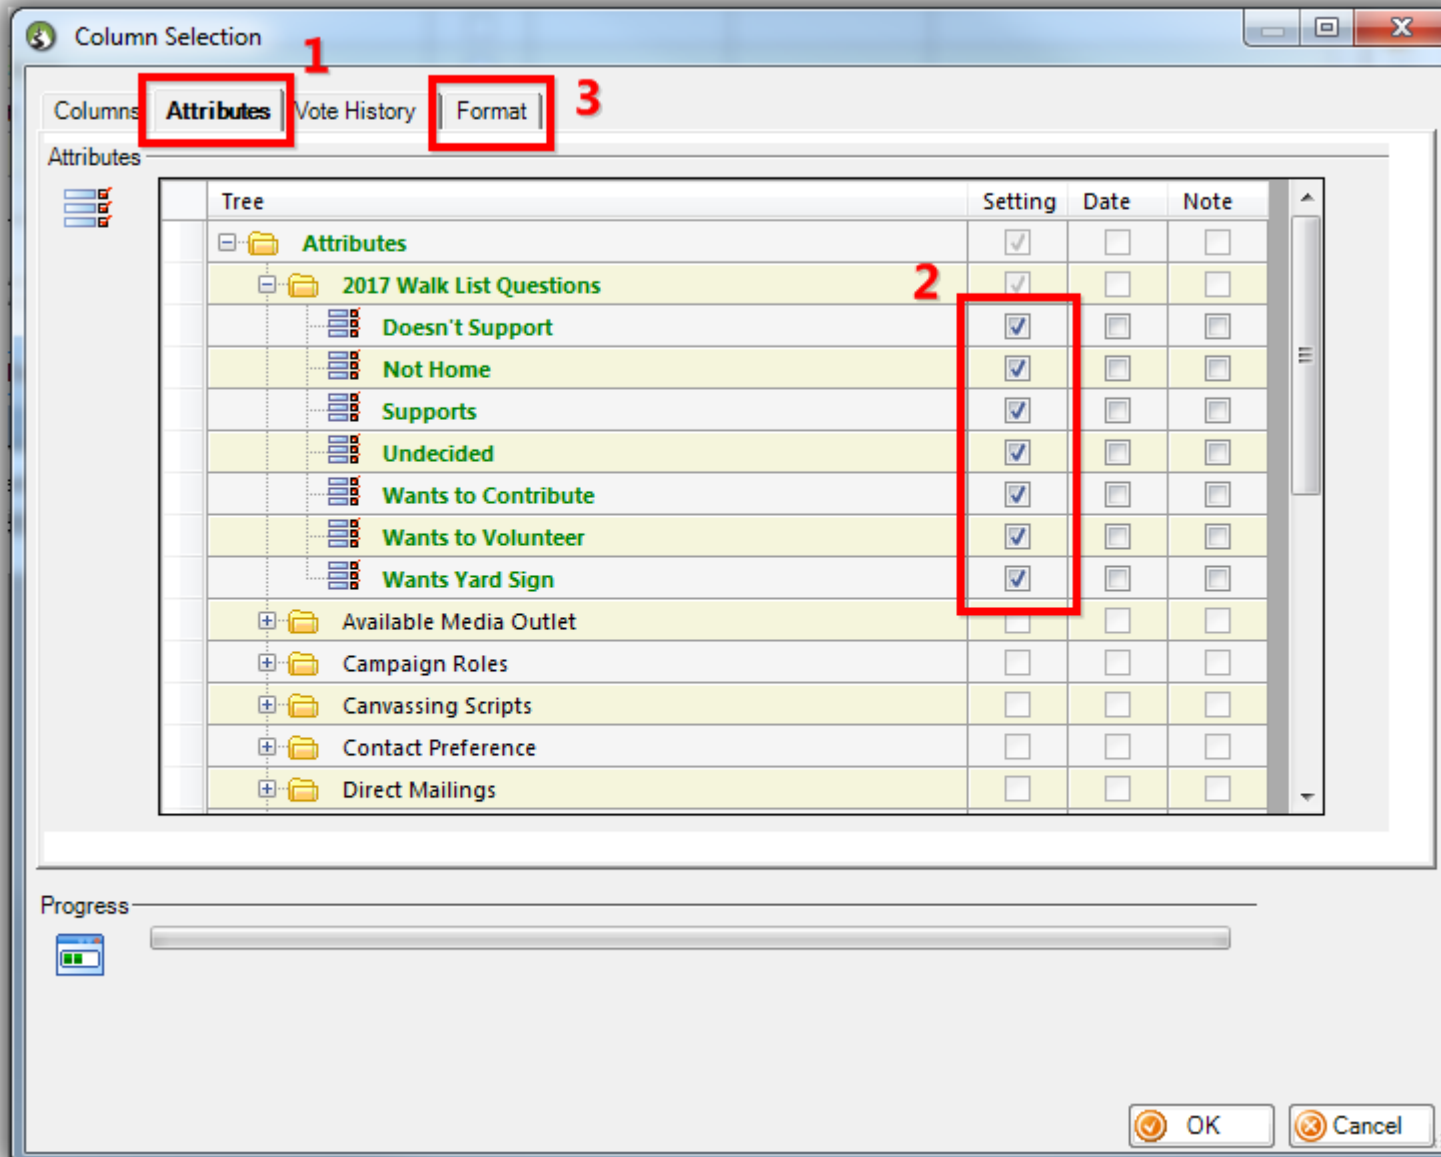 Column Selection
1
Columns Attributes Vote History Format 3
Attributes
Tree Setting Date Note
Attributes
2017 Walk List Questions 2
Doesn't Support
Not Home
Supports
Undecided
Wants to Contribute
Wants to Volunteer
Wants Yard Sign
Available Media Outlet
Campaign Roles
Canvassing Scripts
Contact Preference
Direct Mailings
Progress
OK Cancel